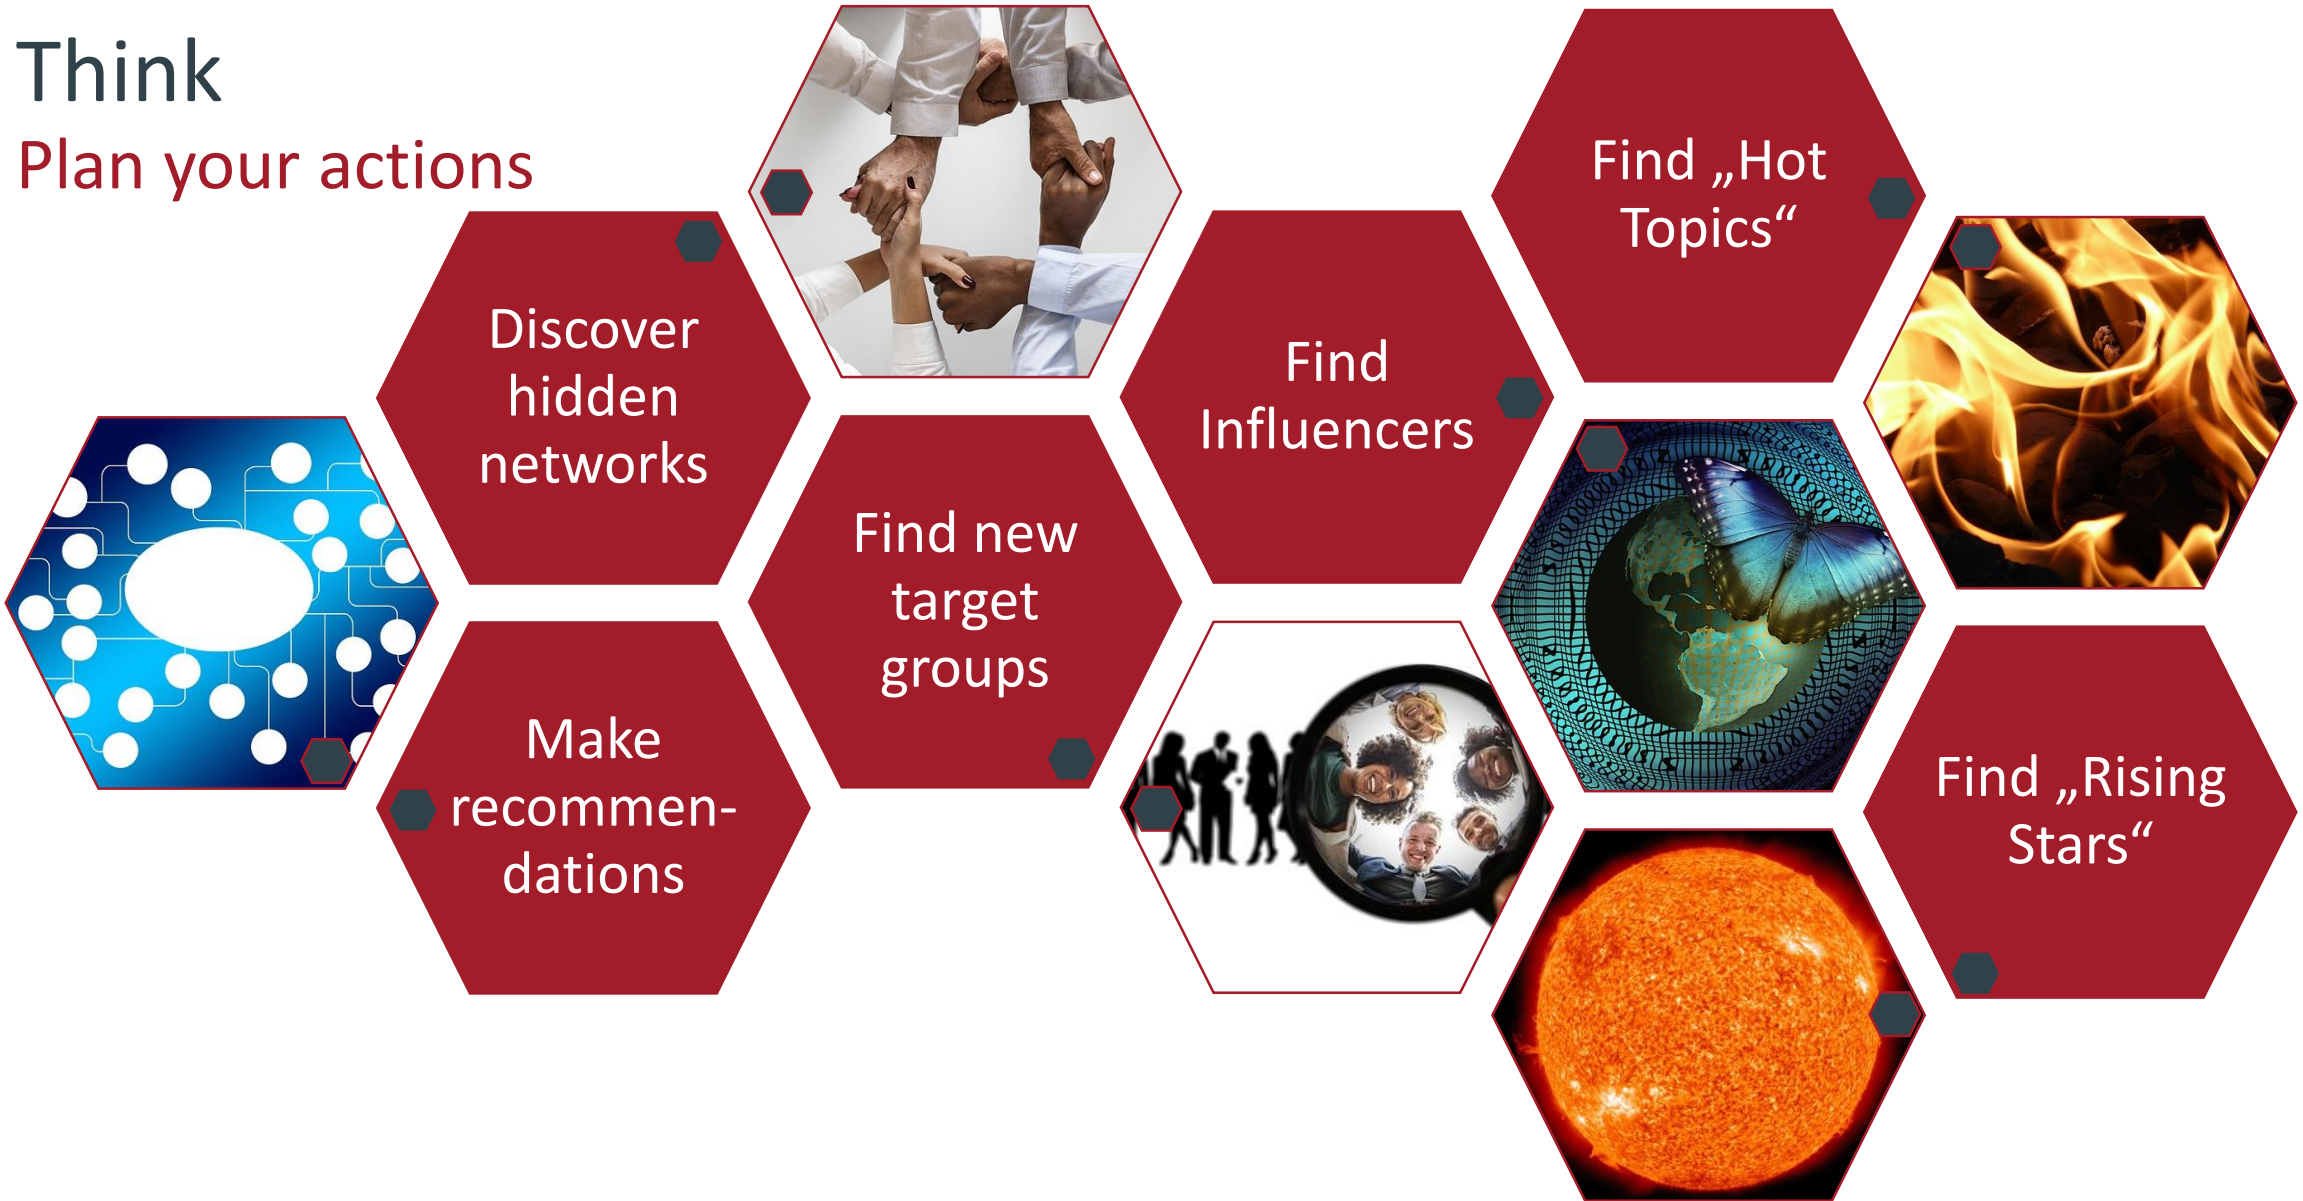 Think
Plan your actions
Discover
hidden
networks
Make
recommen-
dations
Find new
target
groups
Find
Influencers
Find „Hot
Topics“
Find „Rising
Stars“